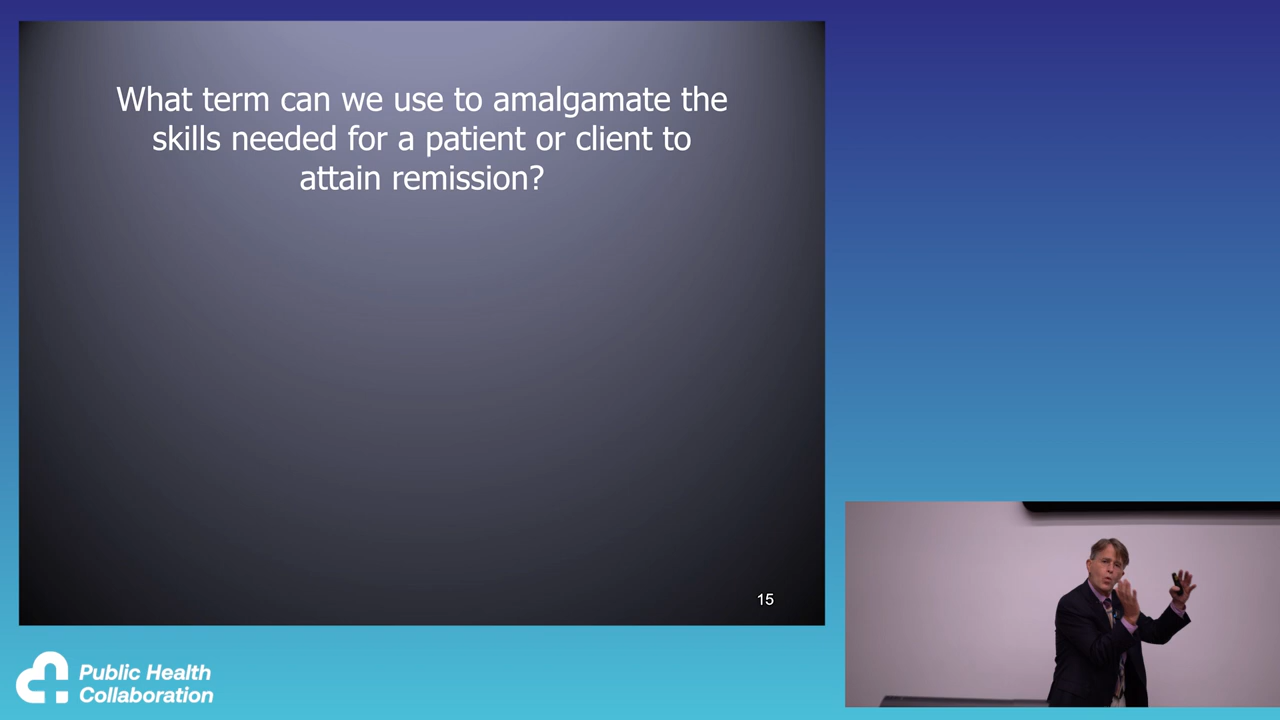 What term can we use to amalgamate the
skills needed for a patient or client to
attain remission?
15
Public Health
Collaboration